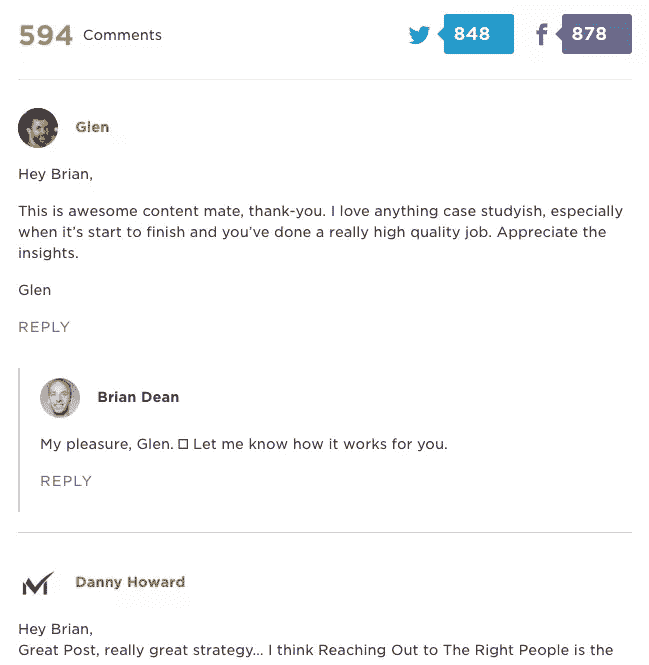 594 Comments
848
878
Glen
Hey Brian,
This is awesome content mate, thank-you. I love anything case studyish, especially
when it’s start to finish and you’ve done a really high quality job. Appreciate the
insights.
Glen
REPLY
Brian Dean
My pleasure, Glen. □ Let me know how it works for you.
REPLY
Danny Howard
Hey Brian,
Great Post, really great strategy... I think Reaching Out to The Right People is the